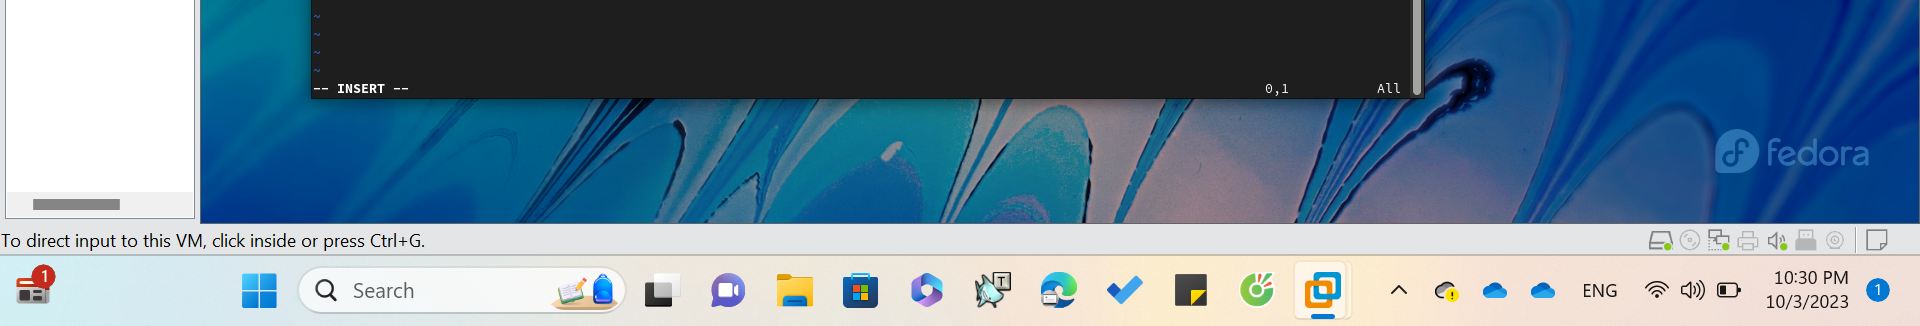 ~
~
~
~
-- INSERT -- 0,1 All
fedora
To direct input to this VM, click inside or press Ctrl+G.
1
Search
T
ENG
10:30 PM
10/3/2023
1